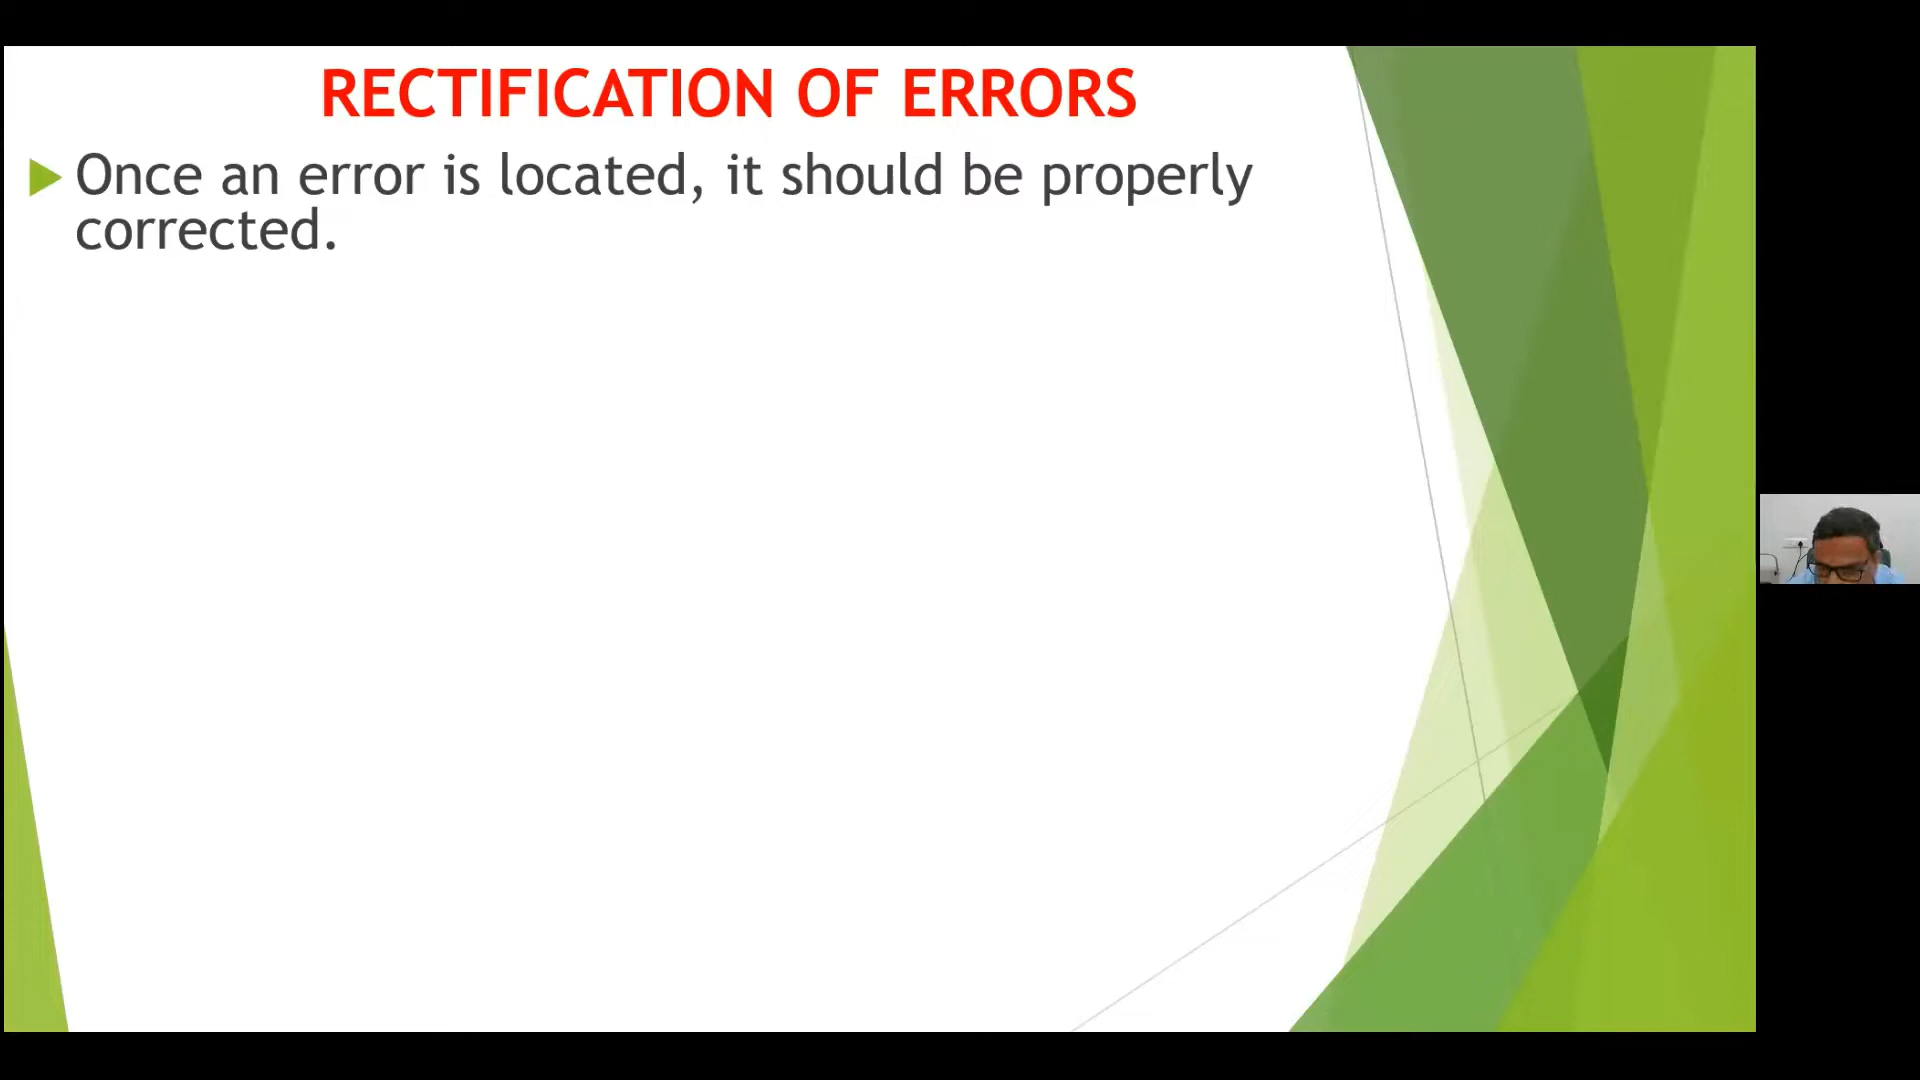 RECTIFICATION OF ERRORS
Once an error is located, it should be properly
corrected.